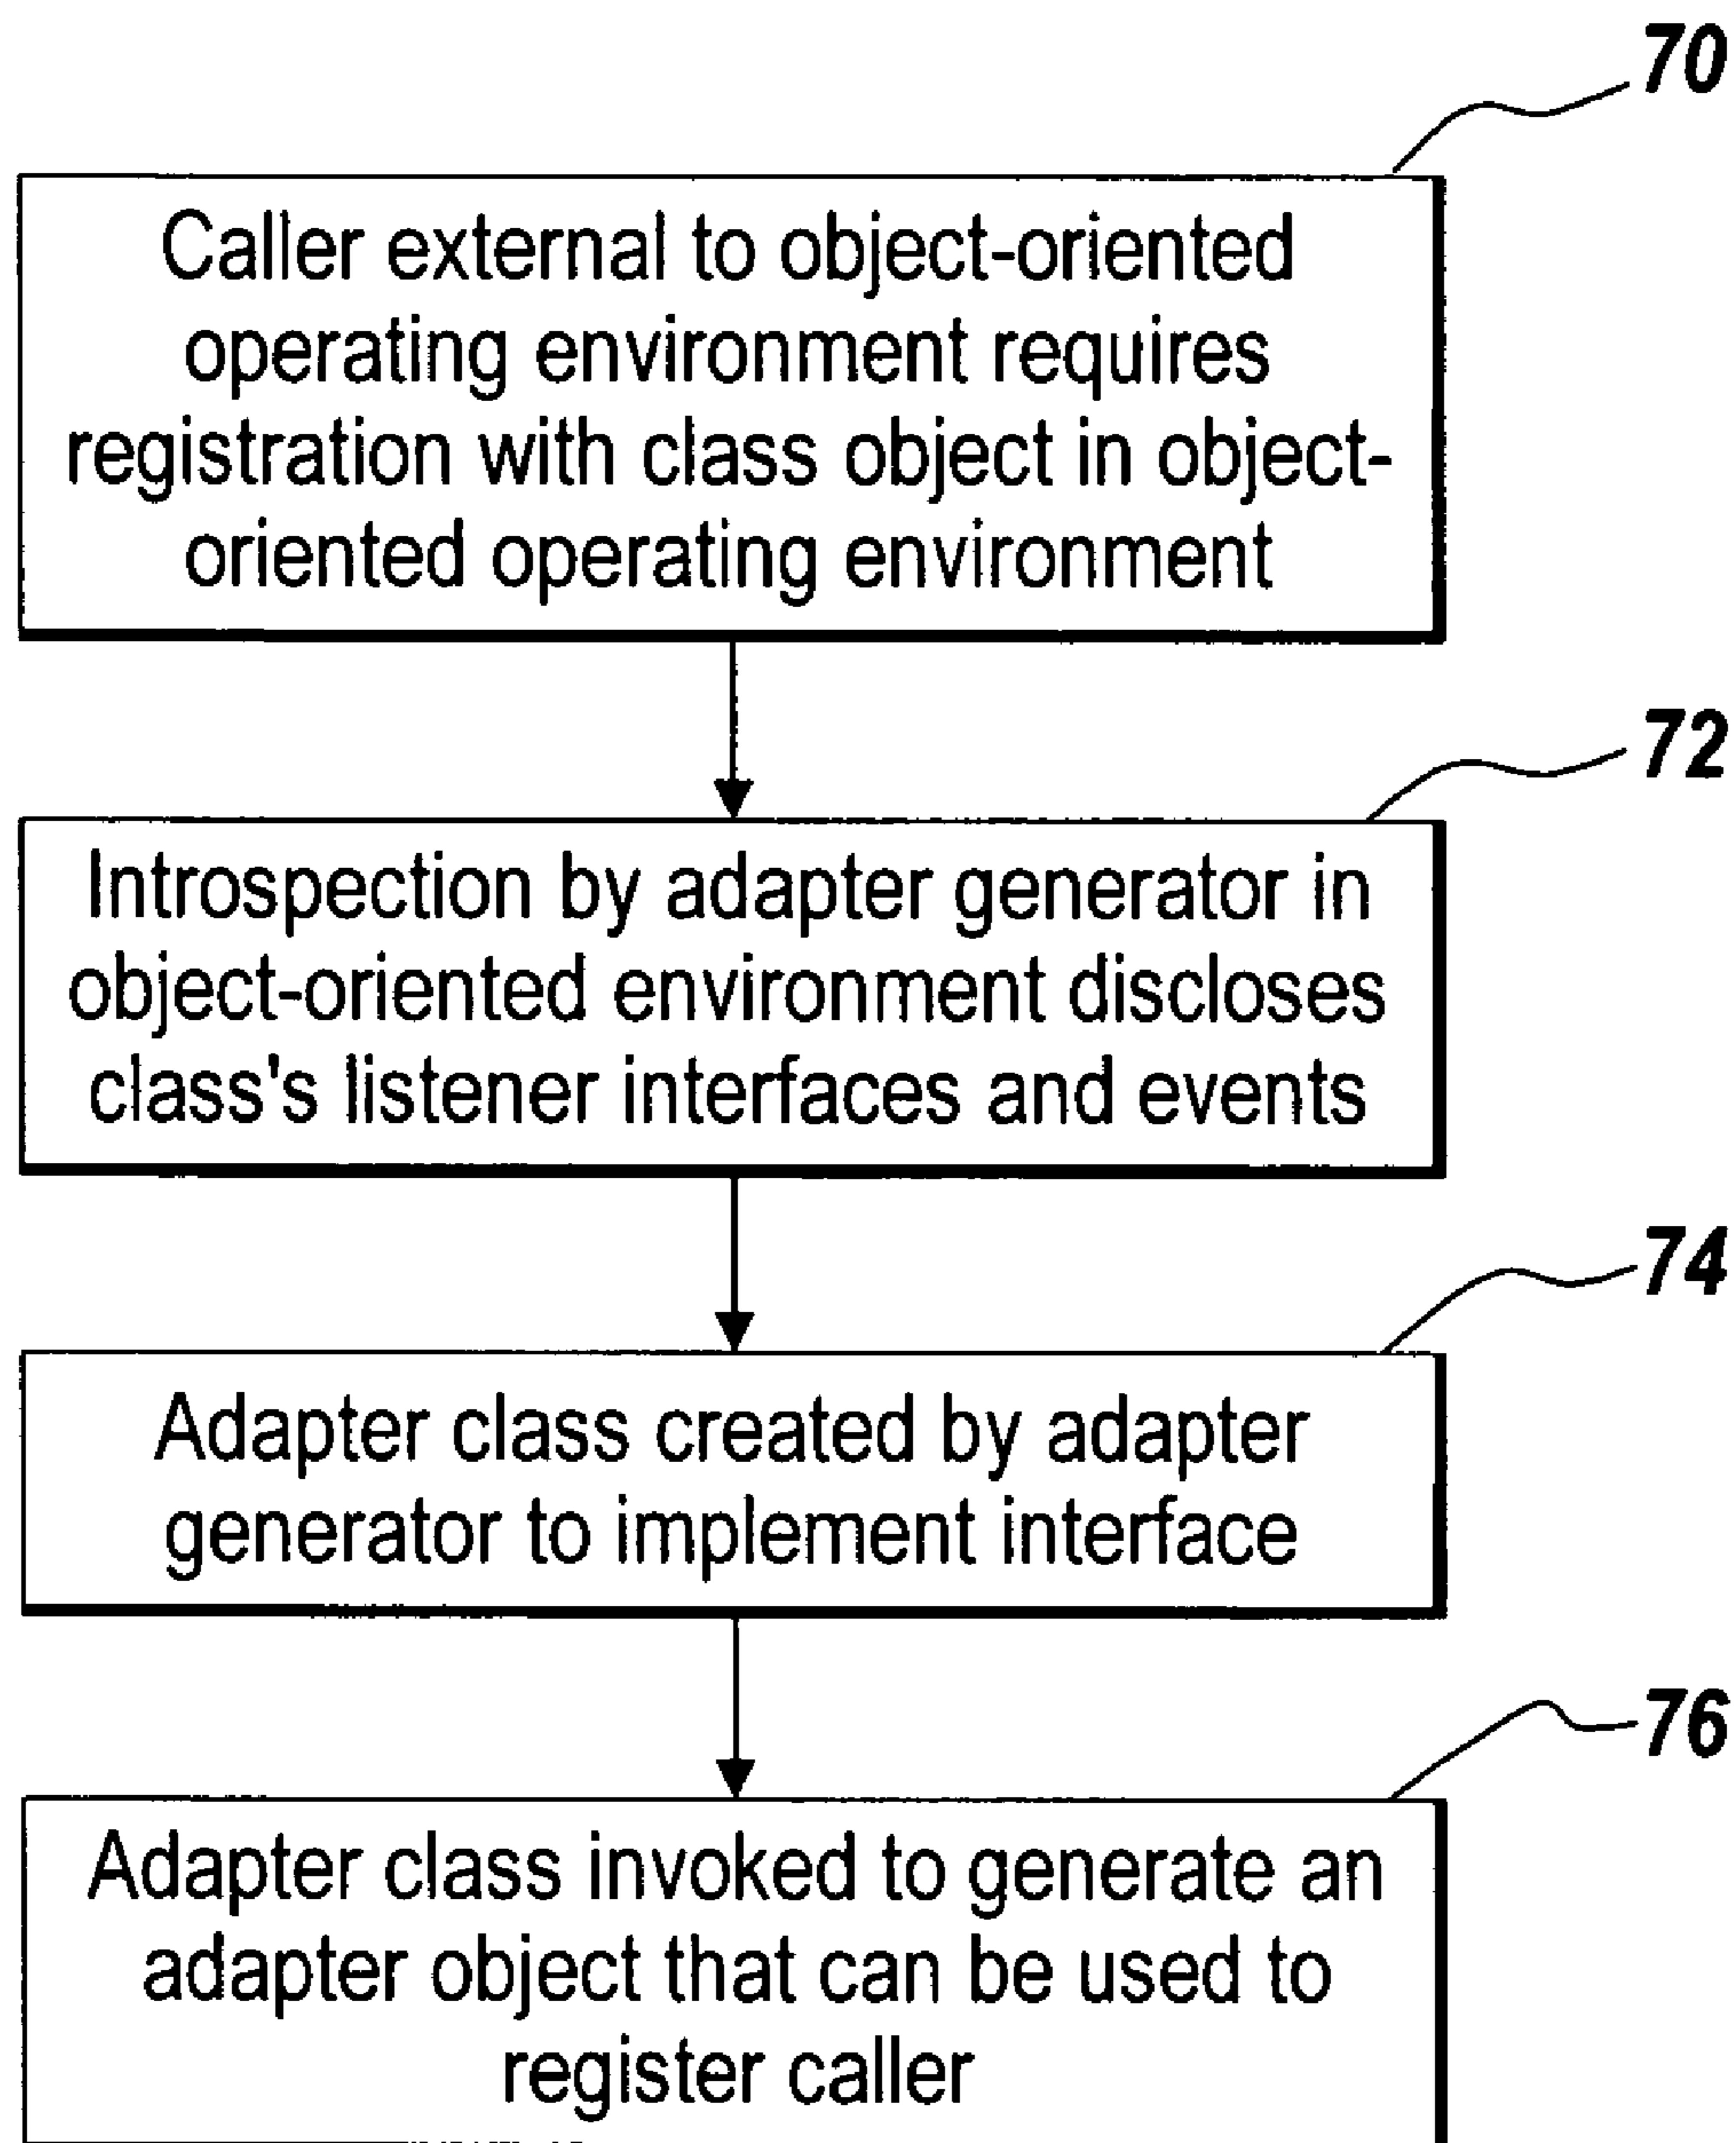 70
Caller external to object-oriented
operating environment requires
registration with class object in object-
oriented operating environment
72
Introspection by adapter generator in
object-oriented environment discloses
class's listener interfaces and events
74
Adapter class created by adapter
generator to implement interface
76
Adapter class invoked to generate an
adapter object that can be used to
register caller